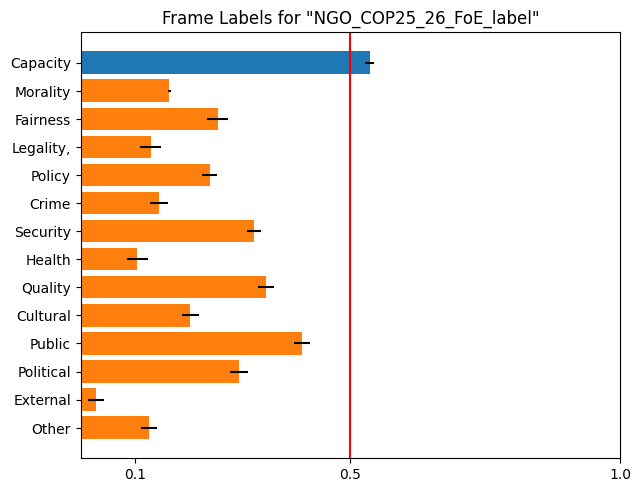 Frame Labels for "NGO_COP25_26_FoE_label"
Capacity
Morality
Fairness
Legality,
Policy
Crime
Security
Health
Quality
Cultural
Public
Political
External
Other
0.1 0.5 1.0